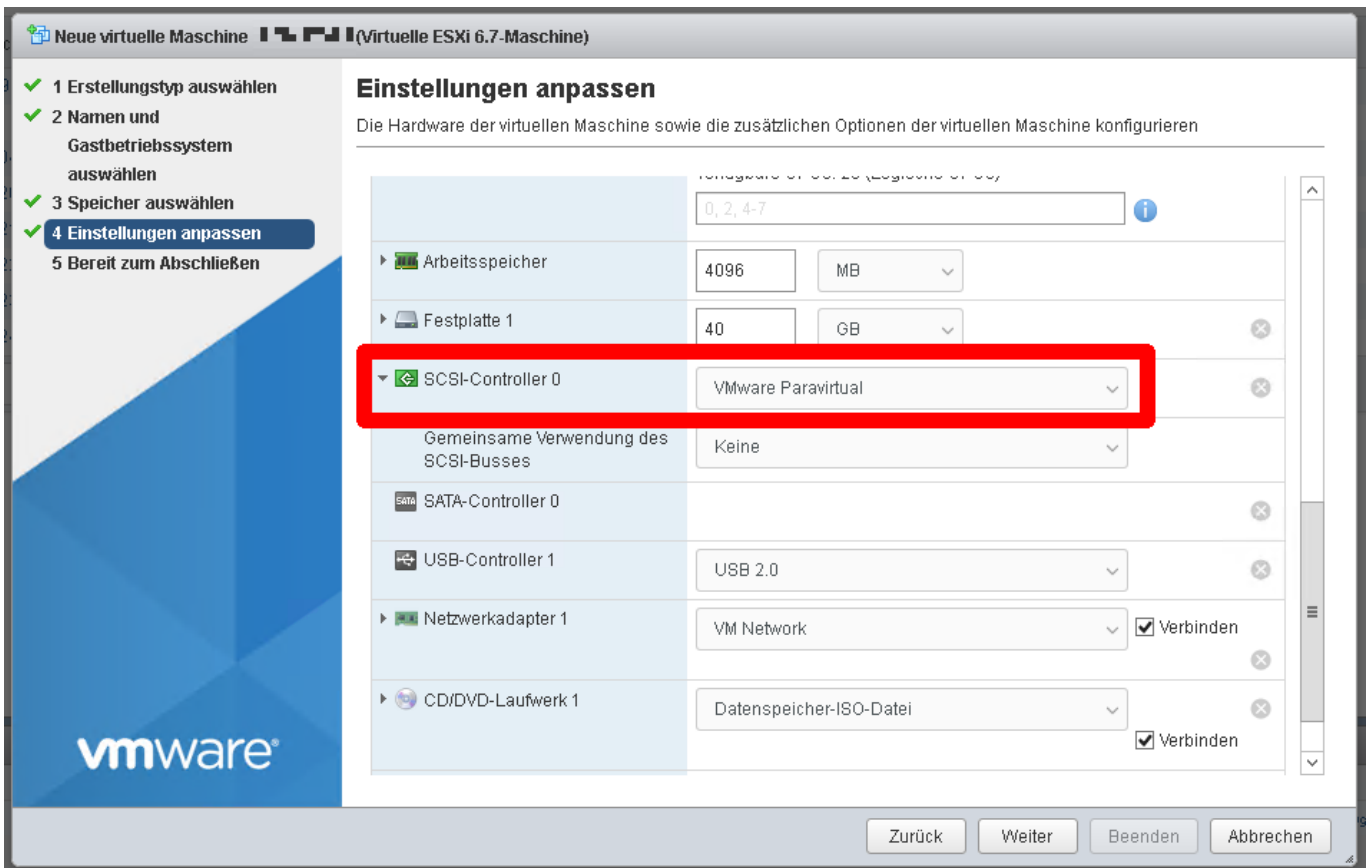 Neue virtuelle Maschine (Virtuelle ESXi 6.7-Maschine)
1 Erstellungstyp auswählen
2 Namen und
Gastbetriebssystem
auswählen
3 Speicher auswählen
4 Einstellungen anpassen
5 Bereit zum Abschließen
vmware®
Einstellungen anpassen
Die Hardware der virtuellen Maschine sowie die zusätzlichen Optionen der virtuellen Maschine konfigurieren
0, 2, 4-7
Arbeitsspeicher
4096 MB
Festplatte 1
40 GB
SCSI-Controller 0
VMware Paravirtual
Gemeinsame Verwendung des
SCSI-Busses
Keine
SATA
SATA-Controller 0
USB-Controller 1
USB 2.0
Netzwerkadapter 1
VM Network
Verbinden
CD/DVD-Laufwerk 1
Datenspeicher-ISO-Datei
Verbinden
Zurück Weiter Beenden Abbrechen